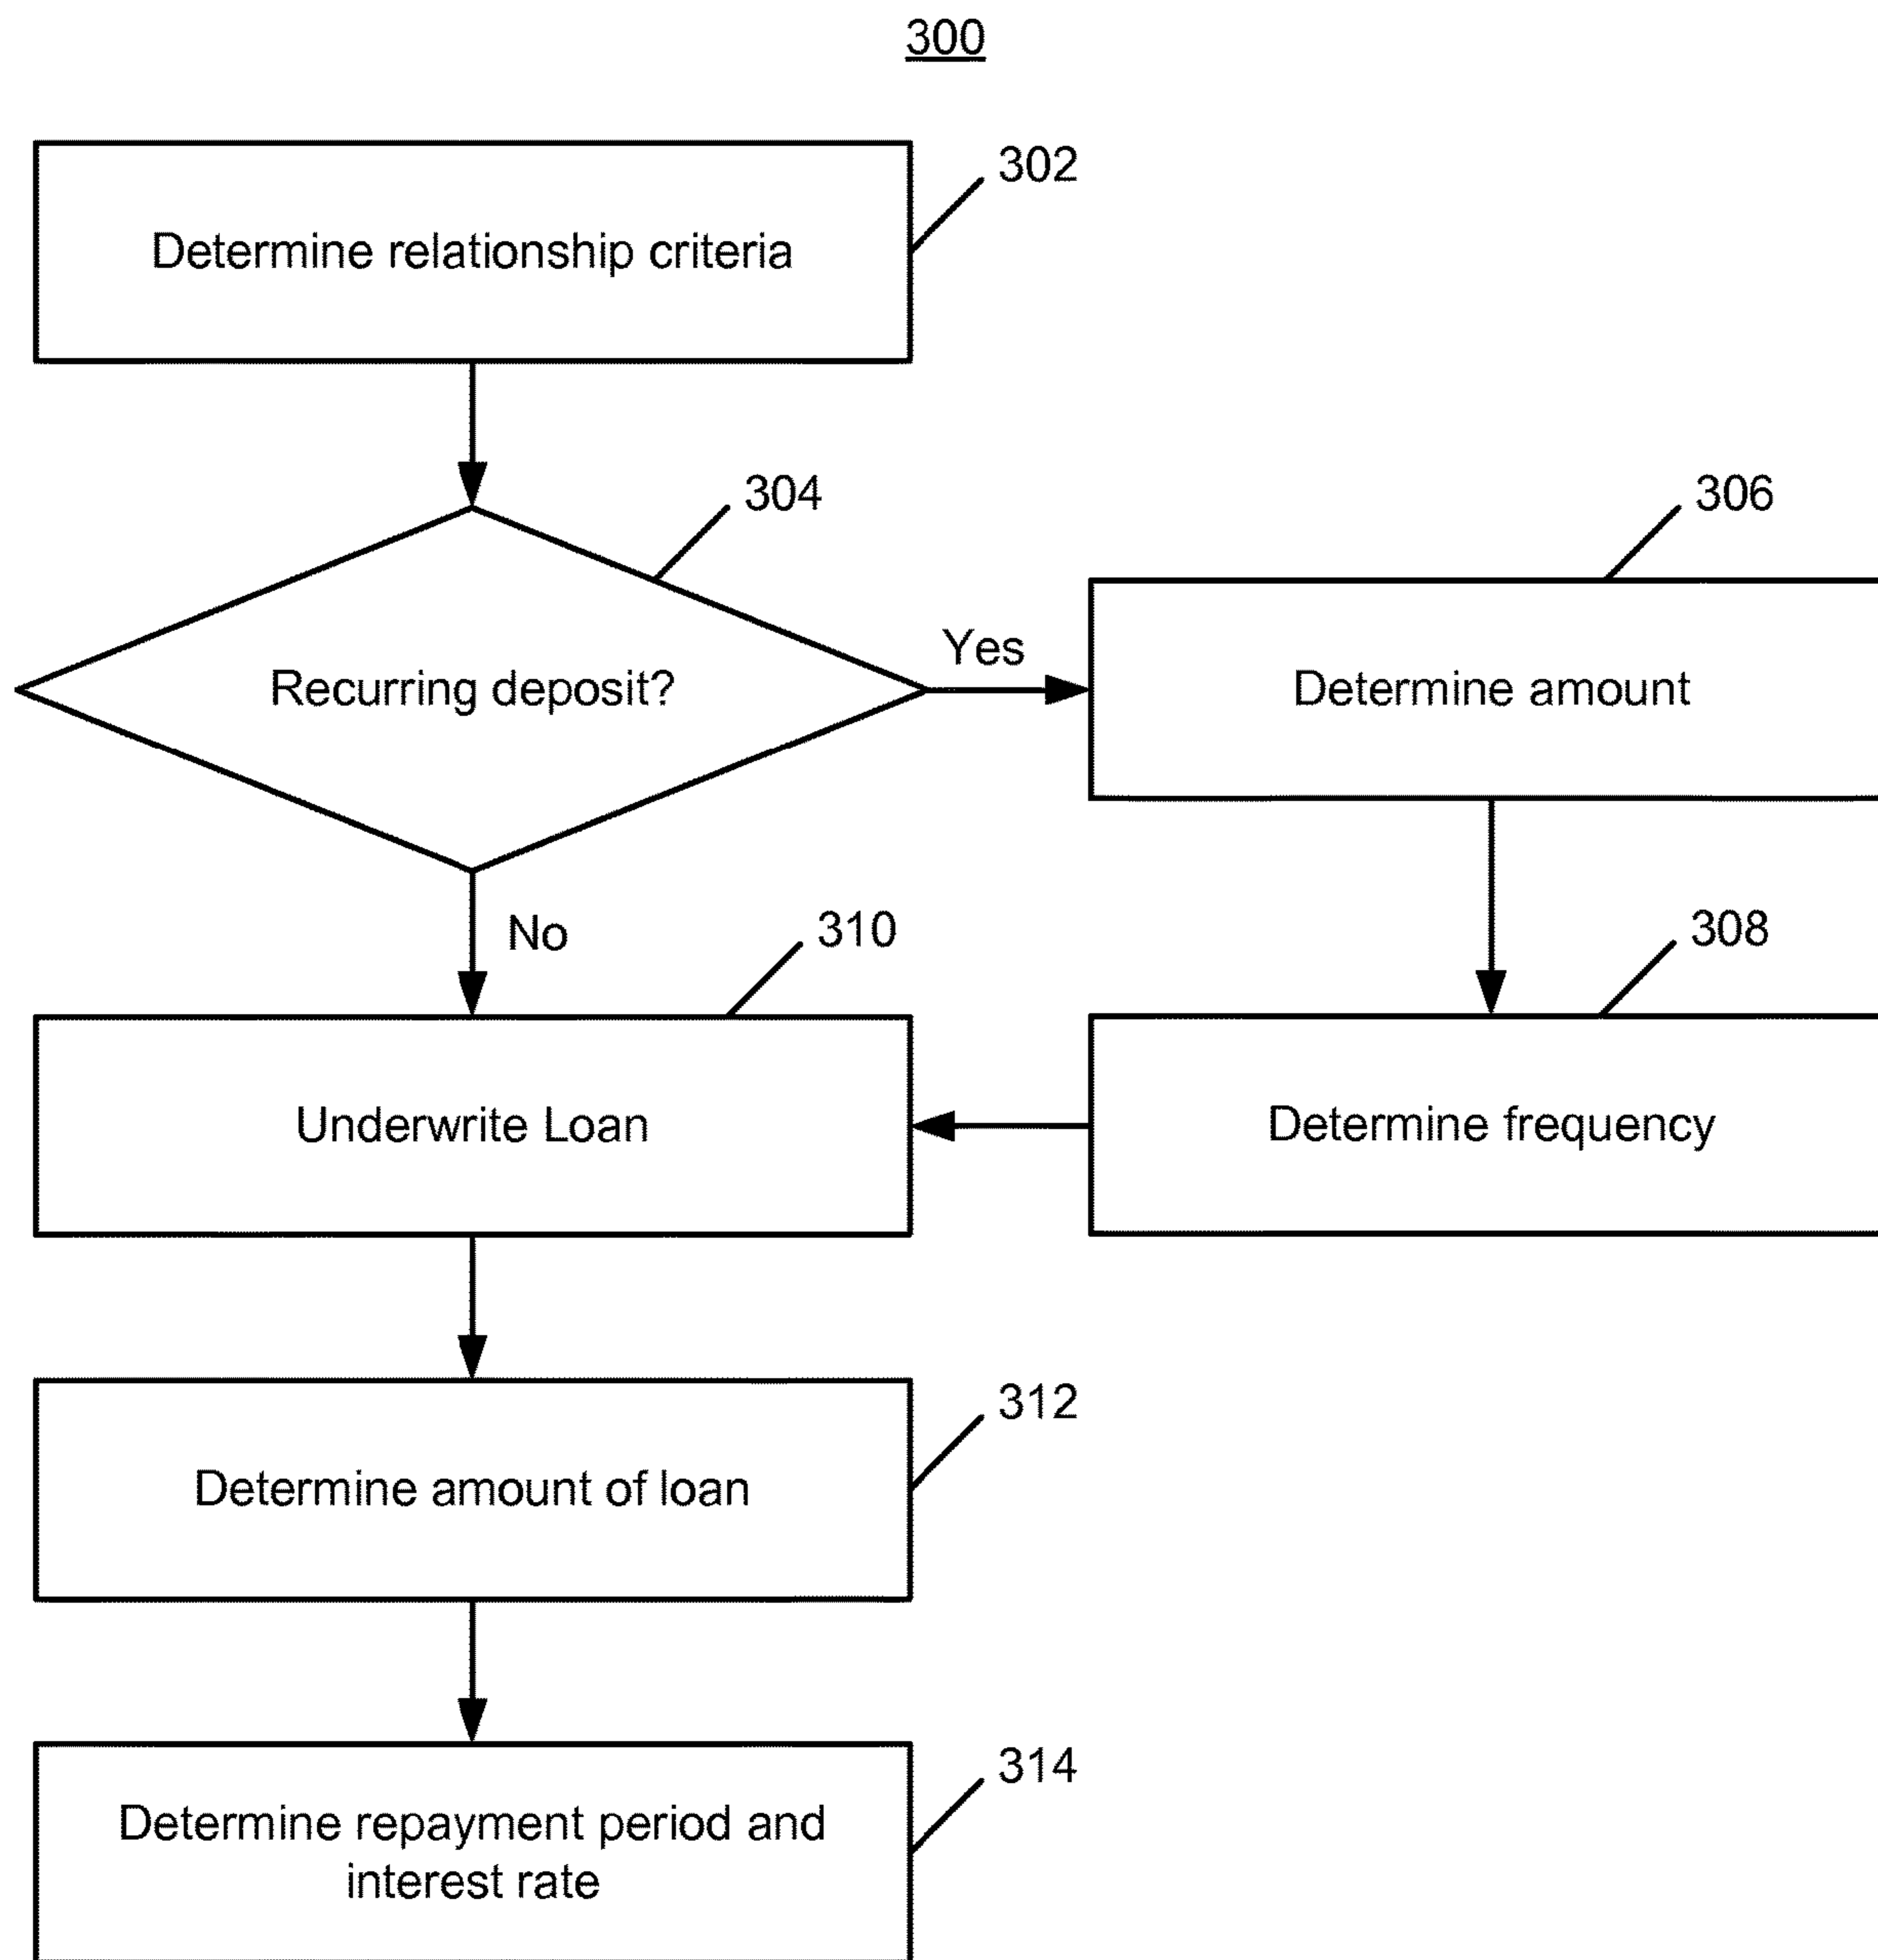 300
302
Determine relationship criteria
304
306
Yes
Recurring deposit?
Determine amount
No
310
308
Underwrite Loan
Determine frequency
312
Determine amount of loan
314
Determine repayment period and
interest rate